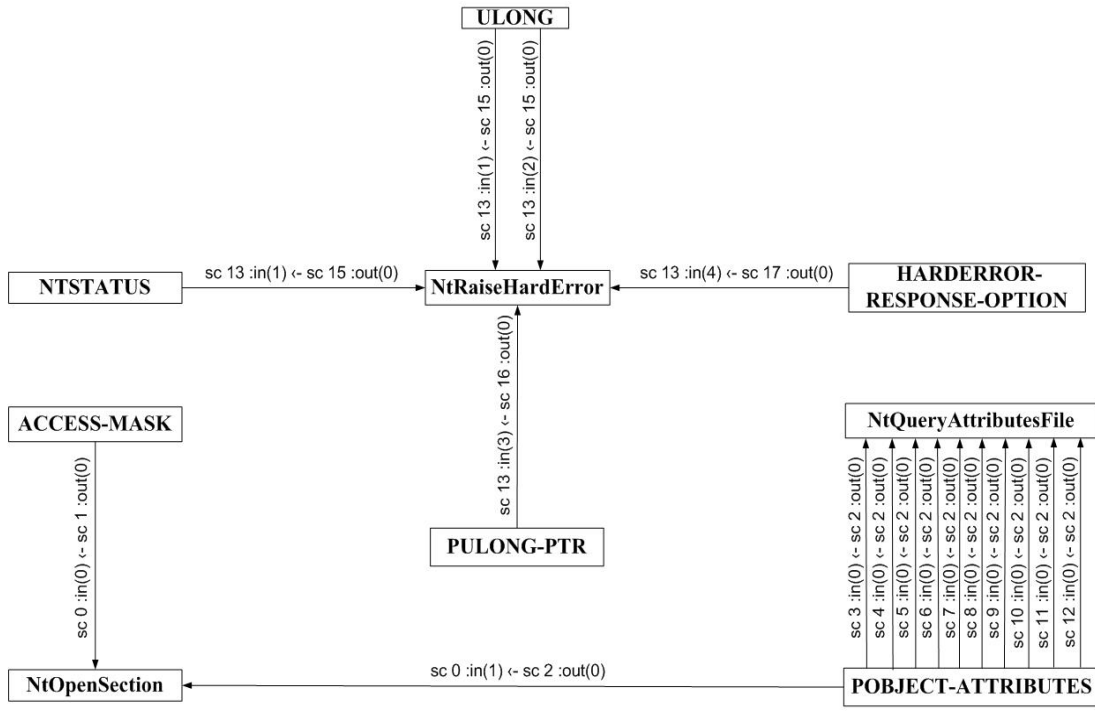 ULONG
sc 13 :in(1) ‹- sc 15 :out(0)
sc 13 :in(2) ‹- sc 15 :out(0)
NTSTATUS
sc 13 :in(1) ‹- sc 15 :out(0)
NtRaiseHardError
sc 13 :in(4) ‹- sc 17 :out(0)
HARDERROR-
RESPONSE-OPTION
sc 13 :in(3) ‹- sc 16 :out(0)
PULONG-PTR
ACCESS-MASK
sc 0 :in(0) ‹- sc 1 :out(0)
NtQueryAttributesFile
sc 3 :in(0) ‹- sc 2 :out(0)
sc 4 :in(0) ‹- sc 2 :out(0)
sc 5 :in(0) ‹- sc 2 :out(0)
sc 6 :in(0) ‹- sc 2 :out(0)
sc 7 :in(0) ‹- sc 2 :out(0)
sc 8 :in(0) ‹- sc 2 :out(0)
sc 9 :in(0) ‹- sc 2 :out(0)
sc 10 :in(0) ‹- sc 2 :out(0)
sc 11 :in(0) ‹- sc 2 :out(0)
sc 12 :in(0) ‹- sc 2 :out(0)
NtOpenSection
sc 0 :in(1) ‹- sc 2 :out(0)
POBJECT-ATTRIBUTES